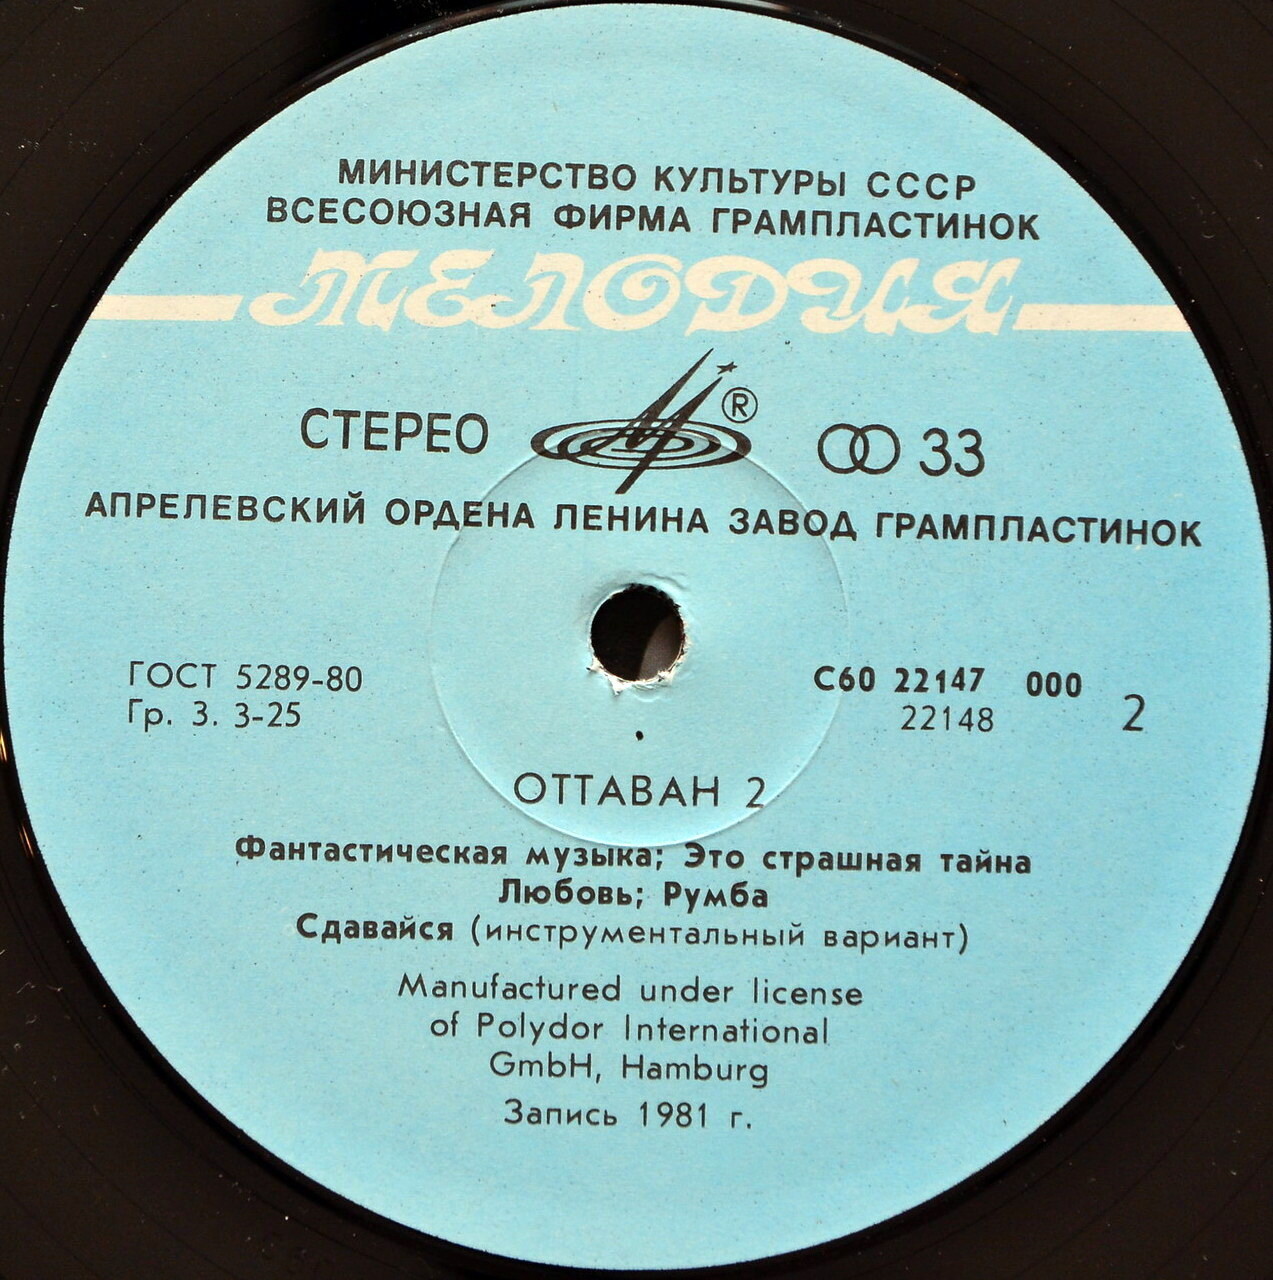 МИНИСТЕРСТВО КУЛЬТУРЫ СССР
ВСЕСОЮЗНАЯ ФИРМА ГРАМПЛАСТИНОК
МЕЛОДИЯ
СТЕРЕО ® 33
АПРЕЛЕВСКИЙ ОРДЕНА ЛЕНИНА ЗАВОД ГРАМПЛАСТИНОК
ГОСТ 5289-80 С60 22147 000
Гр. 3. 3-25 22148 2
ОТТАВАН 2
Фантастическая музыка; Это страшная тайна
Любовь; Румба
Сдавайся (инструментальный вариант)
Manufactured under license
of Polydor International
GmbH, Hamburg
Запись 1981 г.